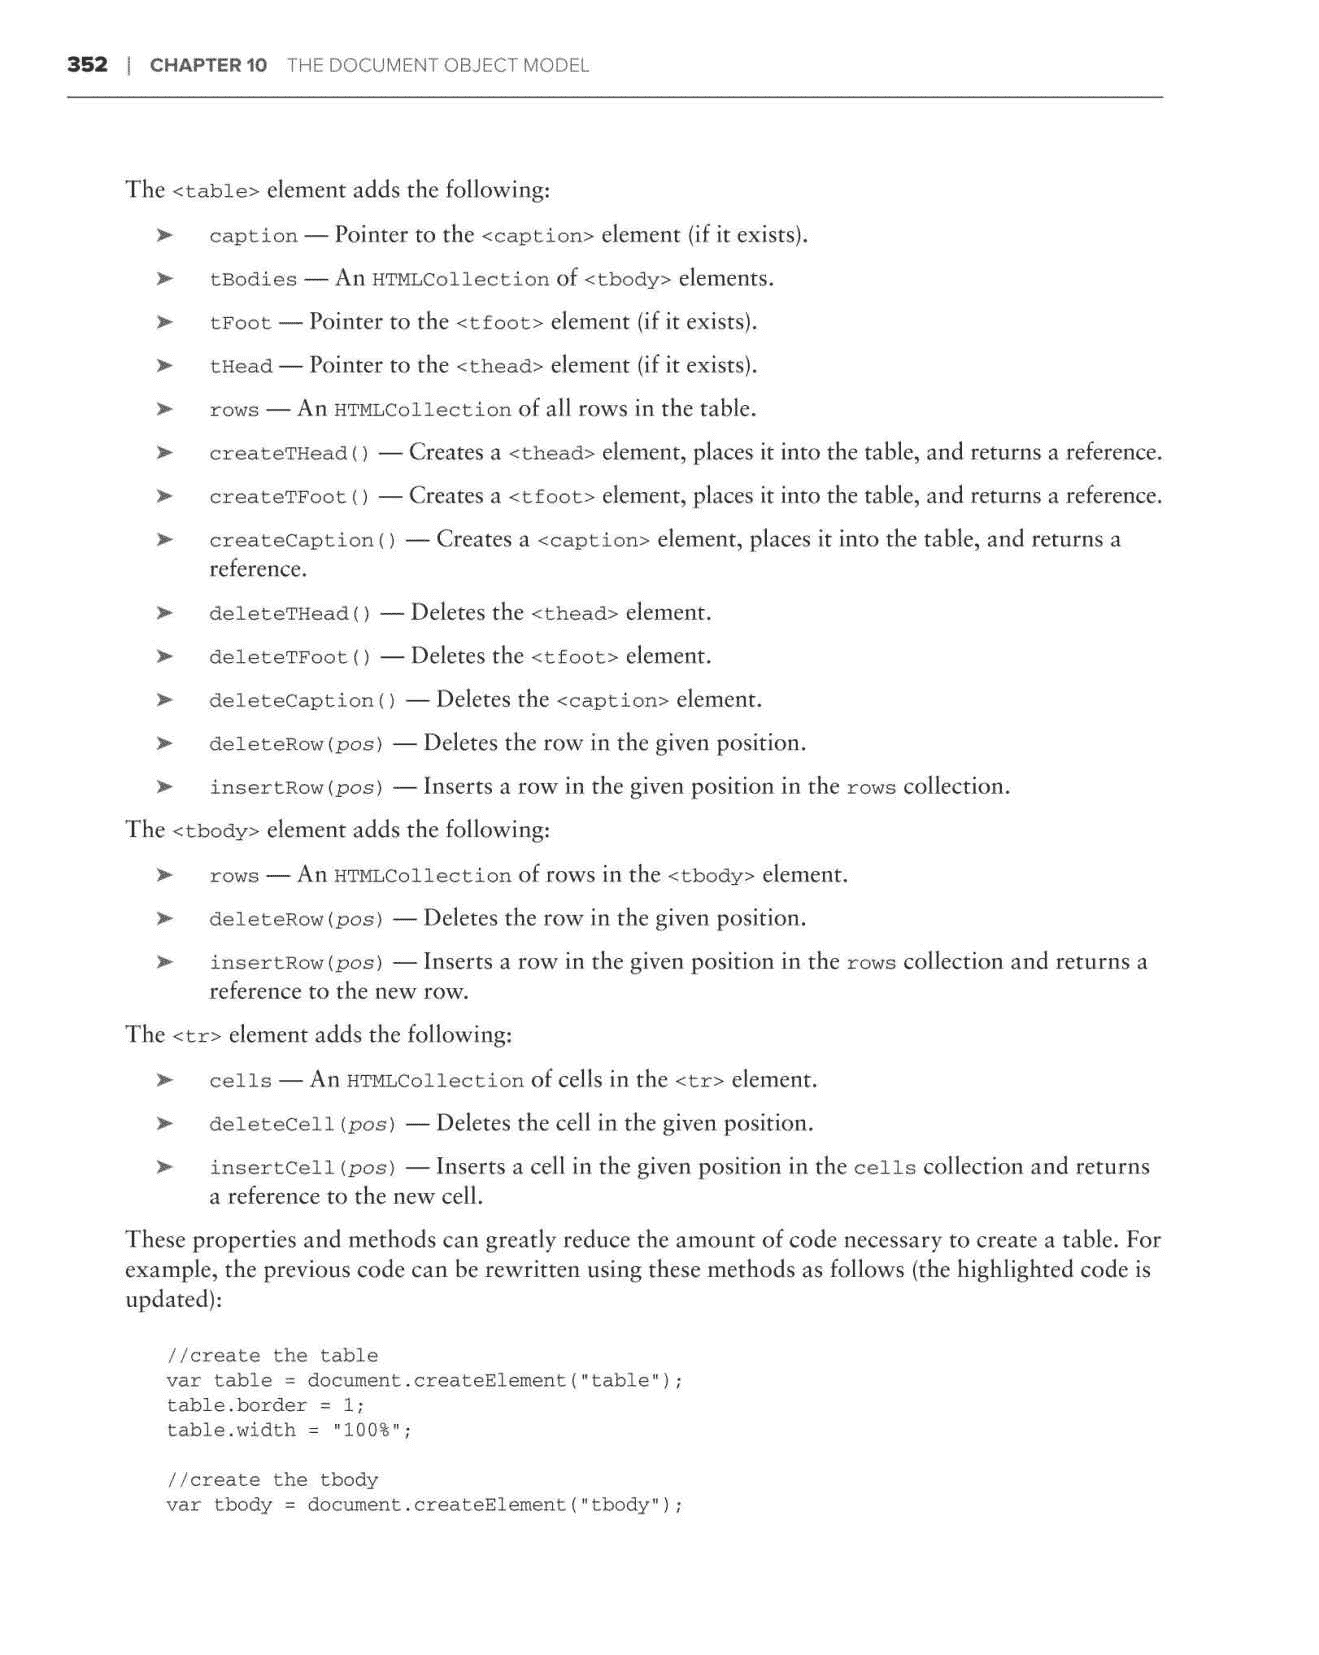 352 | CHAPTER 10 THE DOCUMENT OBJECT MODEL
The <table> element adds the following:
➤ caption — Pointer to the <caption> element (if it exists).
➤ tBodies — An HTMLCollection of <tbody> elements.
➤ tFoot — Pointer to the <tfoot> element (if it exists).
➤ tHead — Pointer to the <thead> element (if it exists).
➤ rows — An HTMLCollection of all rows in the table.
➤ createTHead() — Creates a <thead> element, places it into the table, and returns a reference.
➤ createTFoot() — Creates a <tfoot> element, places it into the table, and returns a reference.
➤ createCaption() — Creates a <caption> element, places it into the table, and returns a
reference.
➤ deleteTHead() — Deletes the <thead> element.
➤ deleteTFoot() — Deletes the <tfoot> element.
➤ deleteCaption() — Deletes the <caption> element.
➤ deleteRow(pos) — Deletes the row in the given position.
➤ insertRow(pos) — Inserts a row in the given position in the rows collection.
The <tbody> element adds the following:
➤ rows — An HTMLCollection of rows in the <tbody> element.
➤ deleteRow(pos) — Deletes the row in the given position.
➤ insertRow(pos) — Inserts a row in the given position in the rows collection and returns a
reference to the new row.
The <tr> element adds the following:
➤ cells — An HTMLCollection of cells in the <tr> element.
➤ deleteCell(pos) — Deletes the cell in the given position.
➤ insertCell(pos) — Inserts a cell in the given position in the cells collection and returns
a reference to the new cell.
These properties and methods can greatly reduce the amount of code necessary to create a table. For
example, the previous code can be rewritten using these methods as follows (the highlighted code is
updated):
//create the table
var table = document.createElement("table");
table.border = 1;
table.width = "100%";
//create the tbody
var tbody = document.createElement("tbody");